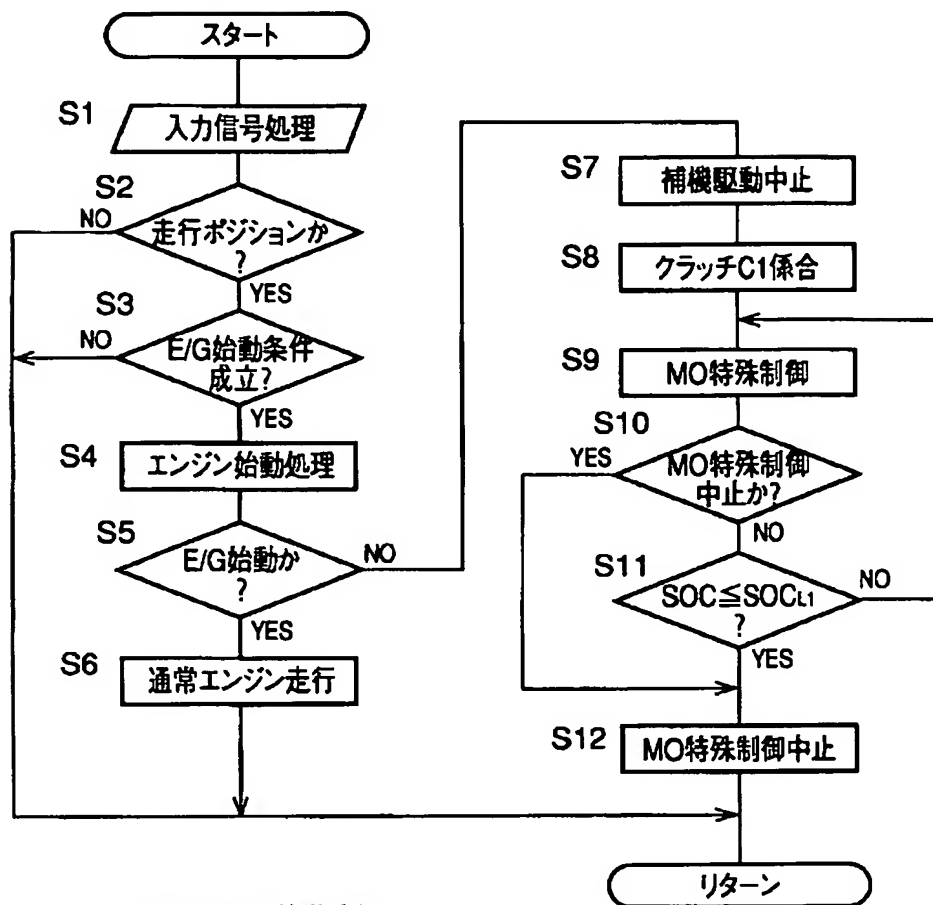 スタート
S1
入力信号処理
S2
NO
走行ポジションか
?
YES
S3
NO
E/G始動条件
成立?
YES
S4
エンジン始動処理
S5
E/G始動か
?
NO
YES
S6
通常エンジン走行
S7
補機駆動中止
S8
クラッチC1係合
S9
MO特殊制御
S10
YES
MO特殊制御
中止か?
NO
S11
SOC≦SOCL1
?
NO
YES
S12
MO特殊制御中止
リターン